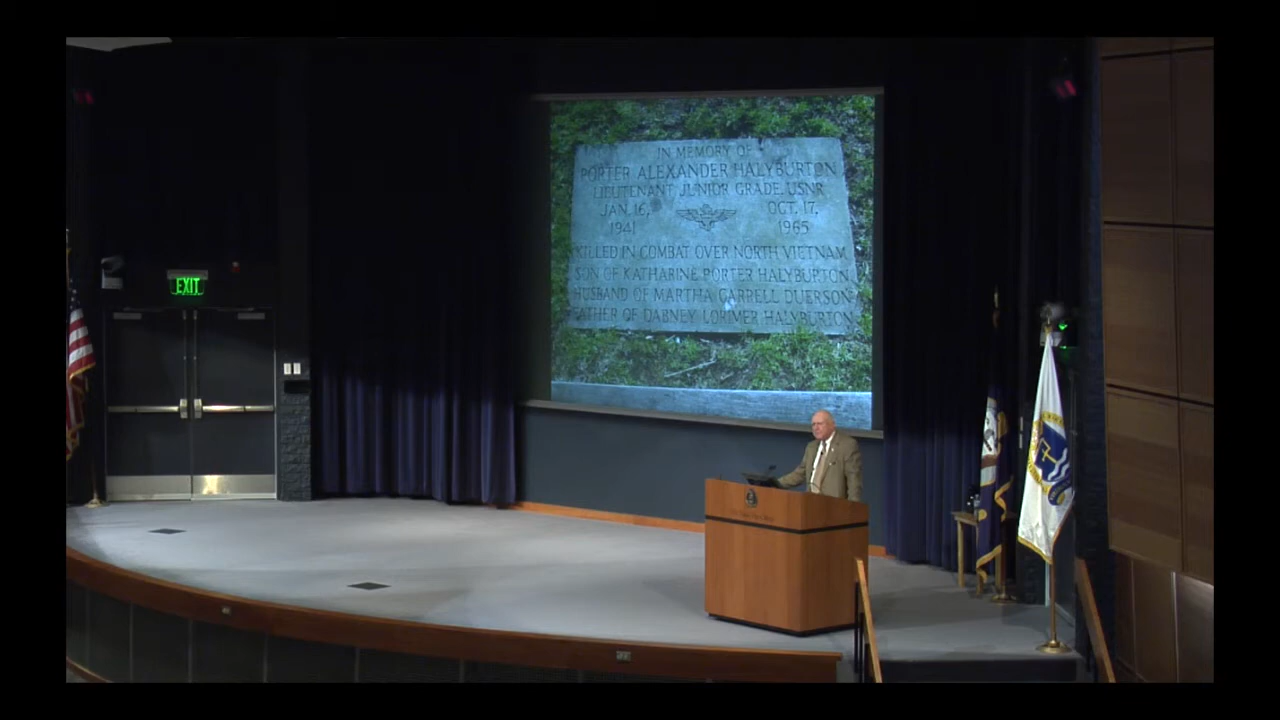 IN MEMORY OF
PORTER ALEXANDER HALYBURTON
LIEUTENANT JUNIOR GRADE, USNR
JAN. 16, OCT. 17,
1941 1965
KILLED IN COMBAT OVER NORTH VIETNAM
SON OF KATHARINE PORTER HALYBURTON
HUSBAND OF MARTHA CARRELL DUERSON
FATHER OF DABNEY LORIMER HALYBURTON
EXIT